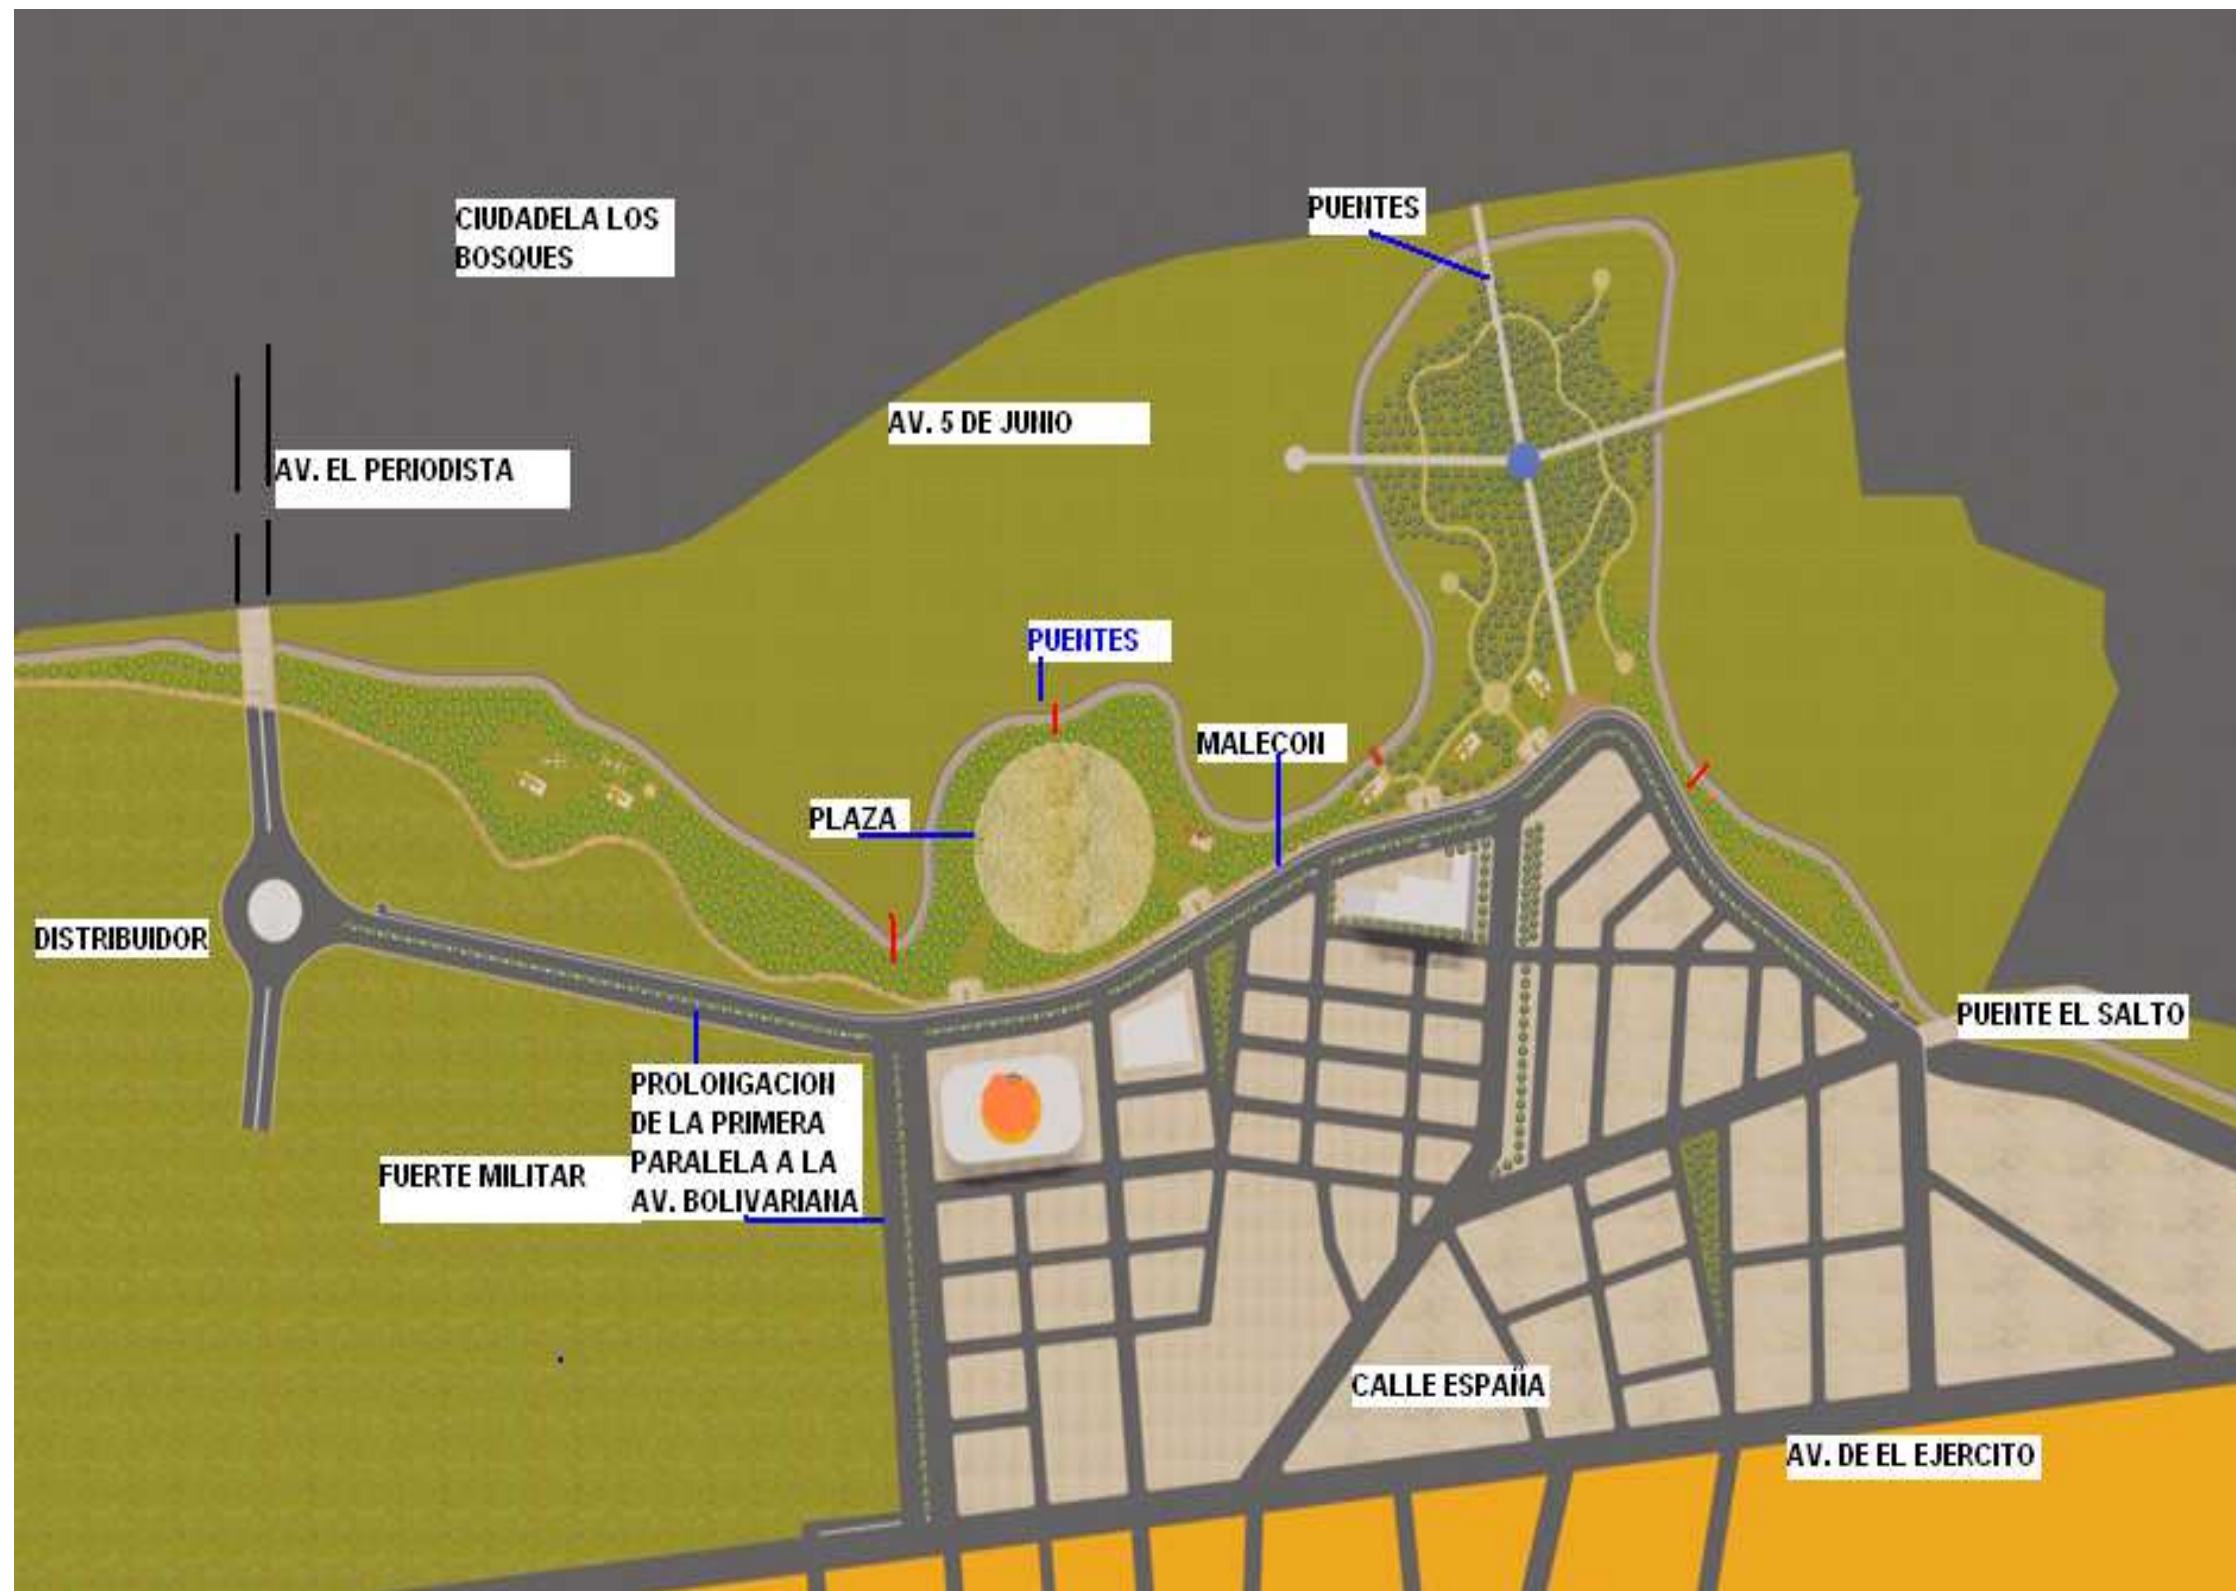 PUENTES
CIUDADELA LOS
BOSQUES
AV. 5 DE JUNIO
AV. EL PERIODISTA
PUENTES
MALECON
PLAZA
DISTRIBUIDOR
PUENTE EL SALTO
PROLONGACION
DE LA PRIMERA
PARALELA A LA
AV. BOLIVARIANA
FUERTE MILITAR
CALLE ESPAÑA
AV. DE EL EJERCITO